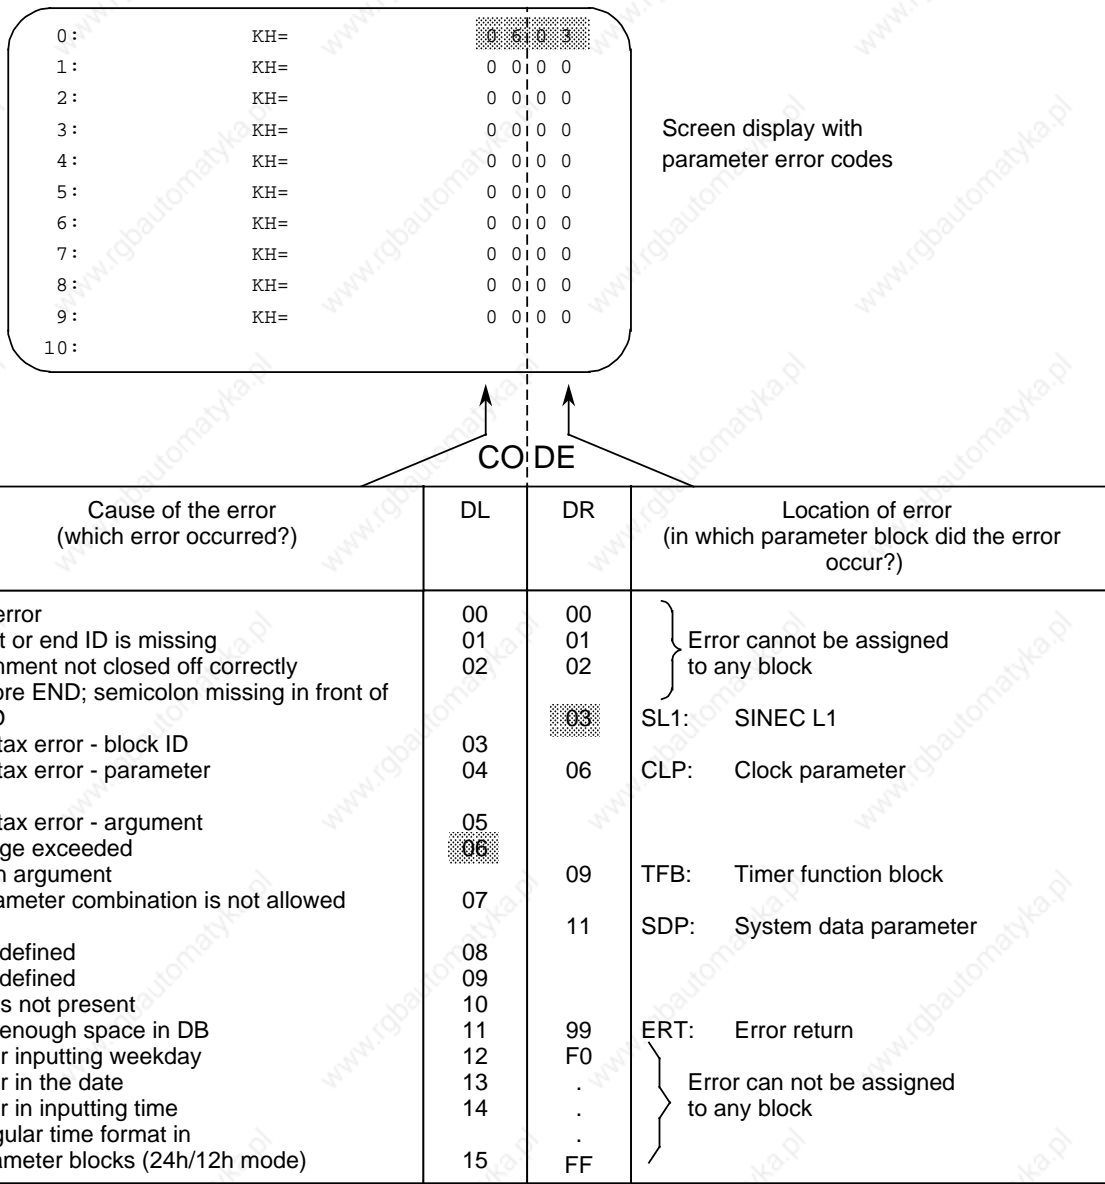 0: KH= 0 6 0 3
1: KH= 0 0 0 0
2: KH= 0 0 0 0
3: KH= 0 0 0 0
4: KH= 0 0 0 0
5: KH= 0 0 0 0
6: KH= 0 0 0 0
7: KH= 0 0 0 0
8: KH= 0 0 0 0
9: KH= 0 0 0 0
10:
Screen display with
parameter error codes
CODE
Cause of the error
(which error occurred?)
DL
DR
Location of error
(in which parameter block did the error
occur?)
error 00 00
t or end ID is missing 01 01 Error cannot be assigned
nment not closed off correctly 02 02 to any block
ore END; semicolon missing in front of
D 03 SL1: SINEC L1
tax error - block ID 03
tax error - parameter 04 06 CLP: Clock parameter
tax error - argument 05
ge exceeded 06
n argument 09 TFB: Timer function block
ameter combination is not allowed 07
11 SDP: System data parameter
defined 08
defined 09
s not present 10
enough space in DB 11 99 ERT: Error return
r inputting weekday 12 F0
r in the date 13 . Error can not be assigned
r in inputting time 14 . to any block
gular time format in .
ameter blocks (24h/12h mode) 15 FF
www.rgbautomatyka.pl